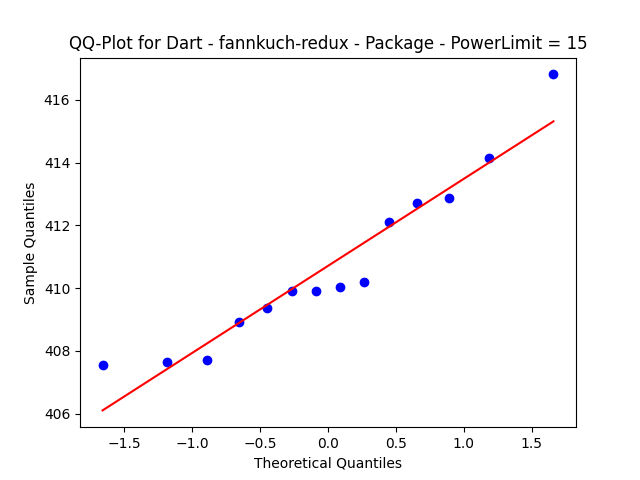 QQ-Plot for Dart - fannkuch-redux - Package - PowerLimit = 15
Sample Quantiles
416
414
412
410
408
406
−1.5 −1.0 −0.5 0.0 0.5 1.0 1.5
Theoretical Quantiles